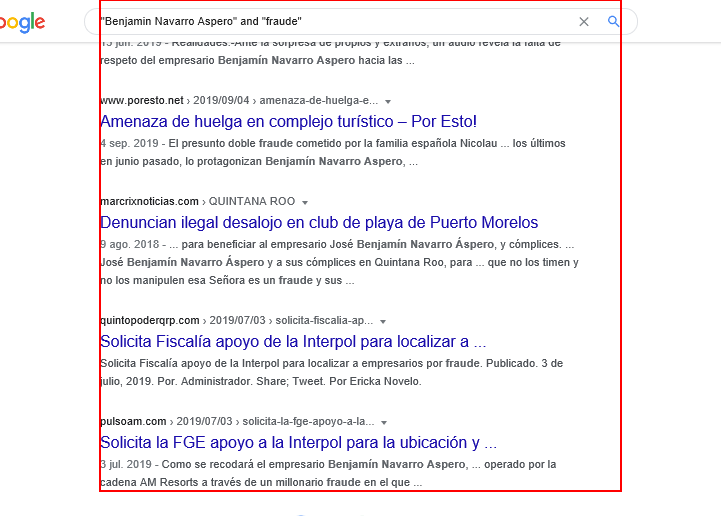 oogle
"Benjamin Navarro Aspero" and "fraude"
13 jun. 2019 - Realidades.-Ante la sorpresa de propios y extraños, un audio revela la falta de
respeto del empresario Benjamín Navarro Aspero hacia las ...
www.poresto.net › 2019/09/04 › amenaza-de-huelga-e...
Amenaza de huelga en complejo turístico – Por Esto!
4 sep. 2019 - El presunto doble fraude cometido por la familia española Nicolau ... los últimos
en junio pasado, lo protagonizan Benjamín Navarro Aspero, ...
marcrixnoticias.com › QUINTANA ROO
Denuncian ilegal desalojo en club de playa de Puerto Morelos
9 ago. 2018 - ... para beneficiar al empresario José Benjamín Navarro Áspero, y cómplices. ...
José Benjamín Navarro Áspero y a sus cómplices en Quintana Roo, para ... que no los timen y
no los manipulen esa Señora es un fraude y sus ...
quintopoderqrp.com › 2019/07/03 › solicita-fiscalia-ap...
Solicita Fiscalía apoyo de la Interpol para localizar a ...
Solicita Fiscalía apoyo de la Interpol para localizar a empresarios por fraude. Publicado. 3 de
julio, 2019. Por. Administrador. Share; Tweet. Por Ericka Novelo.
pulsoam.com › 2019/07/03 › solicita-la-fge-apoyo-a-la...
Solicita la FGE apoyo a la Interpol para la ubicación y ...
3 jul. 2019 - Como se recodará el empresario Benjamín Navarro Aspero, ... operado por la
cadena AM Resorts a través de un millonario fraude en el que ...